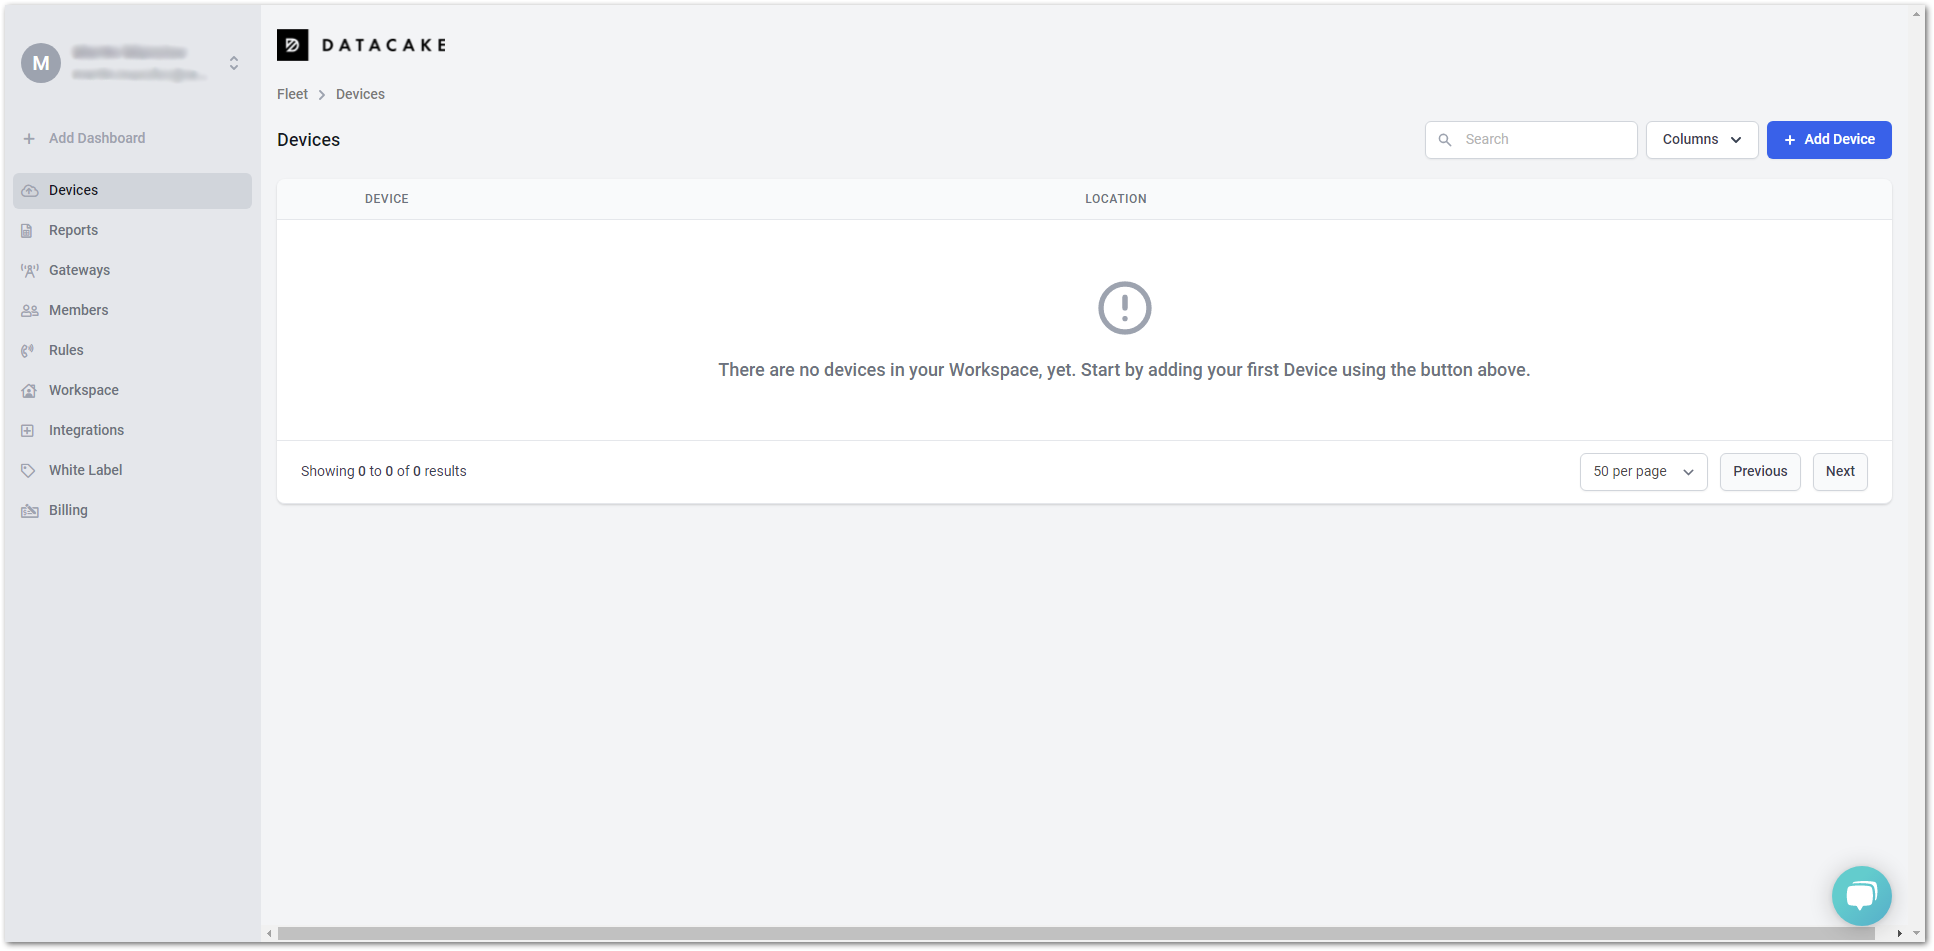 M
Add Dashboard
Devices
Reports
Gateways
Members
Rules
Workspace
Integrations
White Label
Billing
DATACAKE
Fleet > Devices
Devices
Search
Columns
+ Add Device
DEVICE LOCATION
There are no devices in your Workspace, yet. Start by adding your first Device using the button above.
Showing 0 to 0 of 0 results
50 per page
Previous
Next